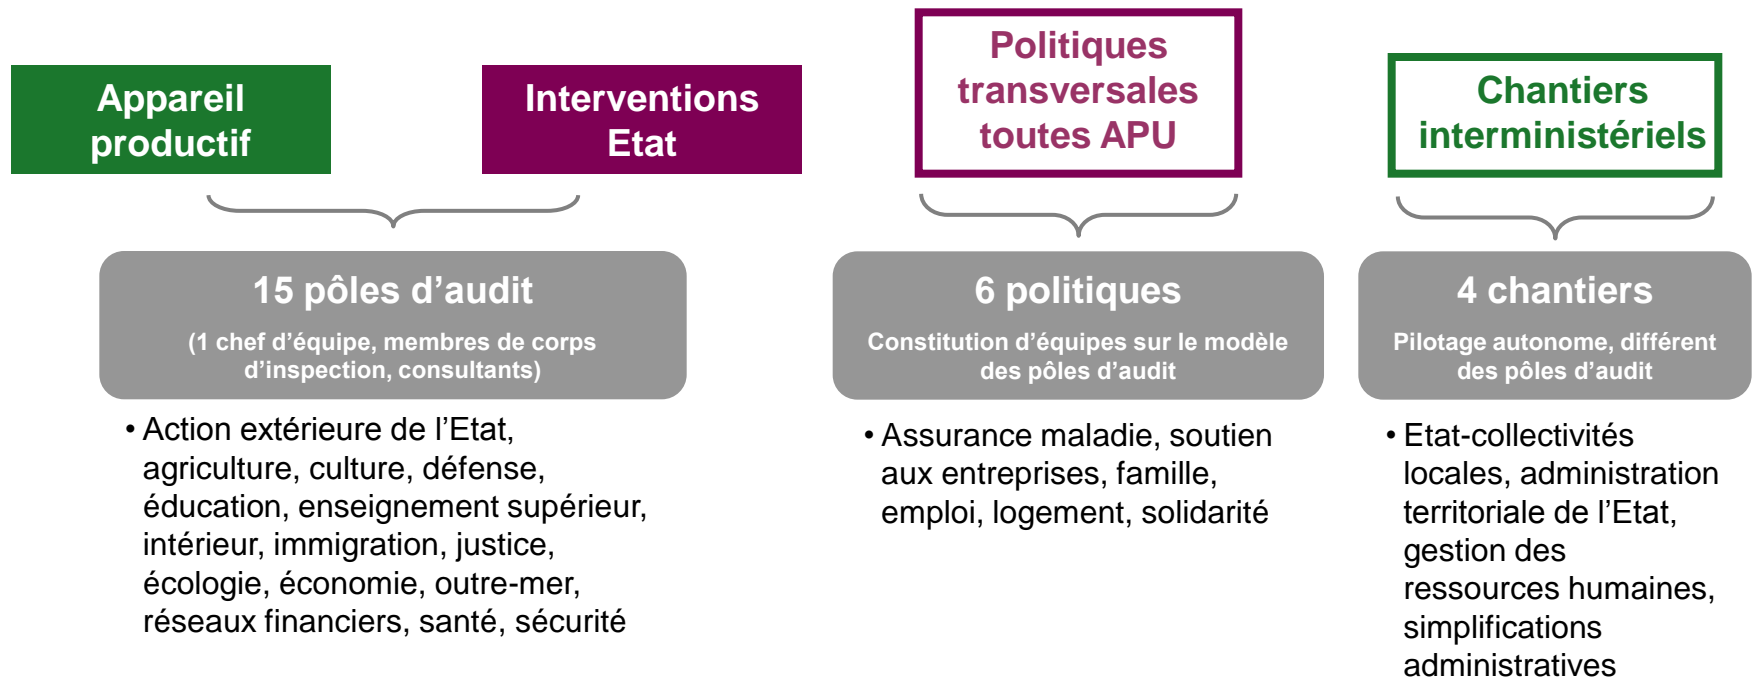 Appareil
productif
Interventions
Etat
Politiques
transversales
toutes APU
Chantiers
interministériels
15 pôles d’audit
(1 chef d’équipe, membres de corps
d’inspection, consultants)
• Action extérieure de l’Etat,
agriculture, culture, défense,
éducation, enseignement supérieur,
intérieur, immigration, justice,
écologie, économie, outre-mer,
réseaux financiers, santé, sécurité
6 politiques
Constitution d’équipes sur le modèle
des pôles d’audit
• Assurance maladie, soutien
aux entreprises, famille,
emploi, logement, solidarité
4 chantiers
Pilotage autonome, différent
des pôles d’audit
• Etat-collectivités
locales, administration
territoriale de l’Etat,
gestion des
ressources humaines,
simplifications
administratives